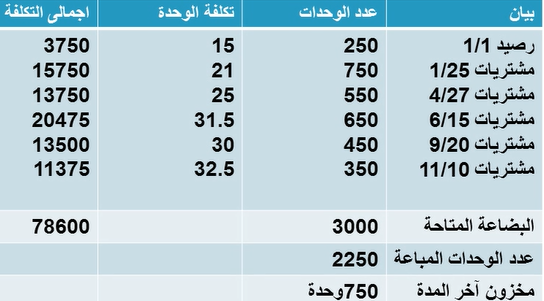 بيان عدد الوحدات تكلفة الوحدة اجمالى التكلفة
رصيد 1/1 250 15 3750
مشتريات 1/25 750 21 15750
مشتريات 4/27 550 25 13750
مشتريات 6/15 650 31.5 20475
مشتريات 9/20 450 30 13500
مشتريات 11/10 350 32.5 11375
البضاعة المتاحة 3000 78600
عدد الوحدات المباعة 2250
مخزون آخر المدة 750وحدة